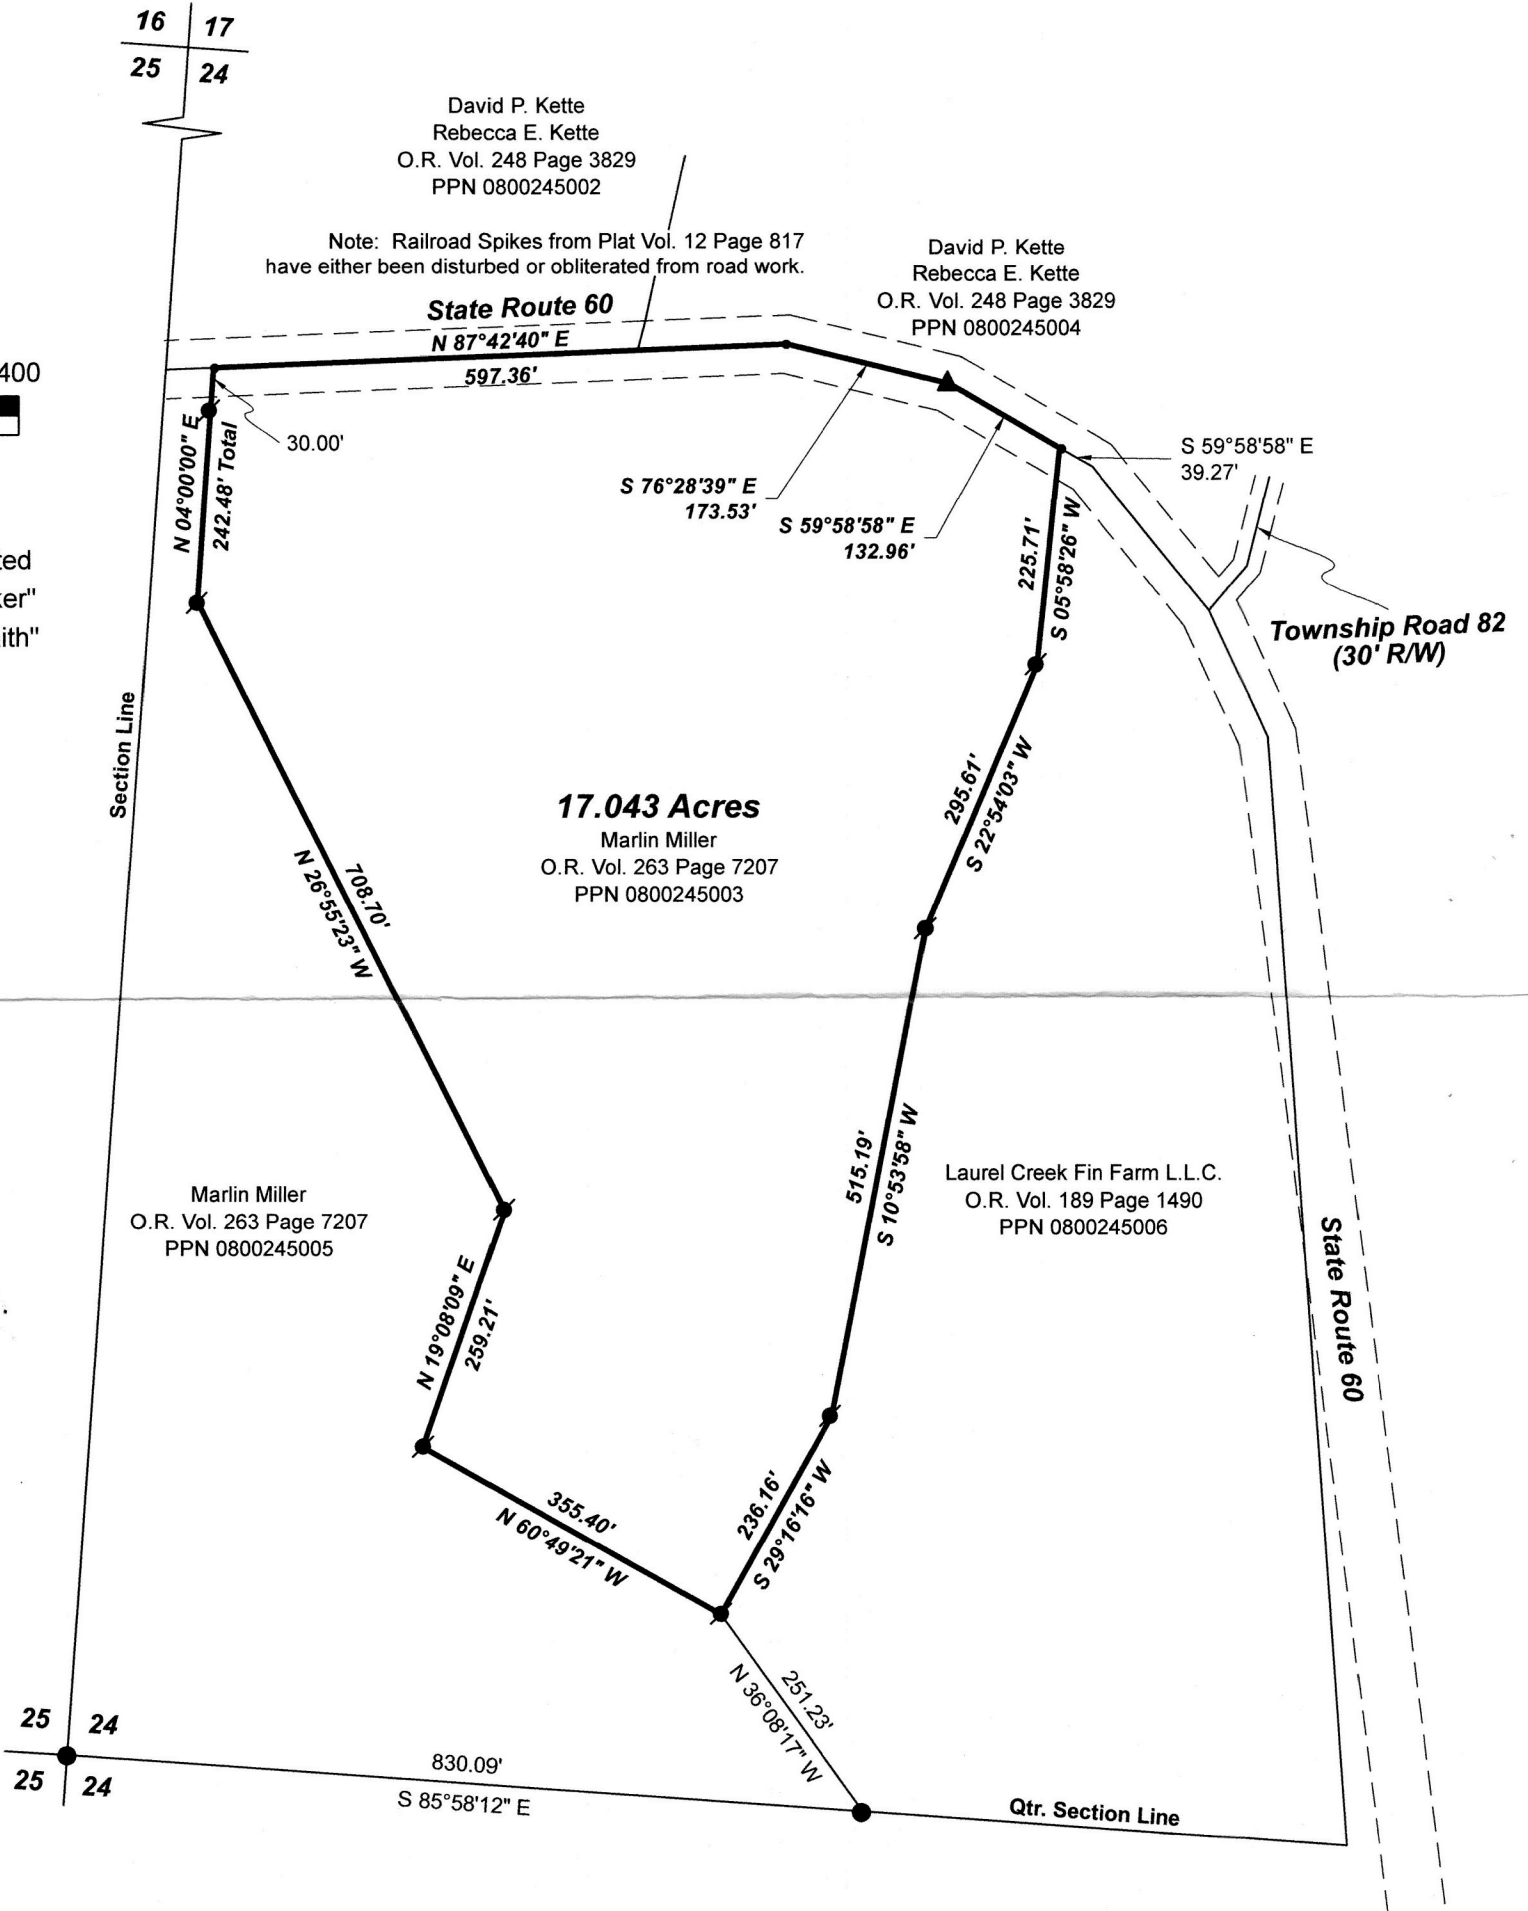 16 17
25 24
David P. Kette
Rebecca E. Kette
O.R. Vol. 248 Page 3829
PPN 0800245002
Note: Railroad Spikes from Plat Vol. 12 Page 817
have either been disturbed or obliterated from road work.
David P. Kette
Rebecca E. Kette
O.R. Vol. 248 Page 3829
PPN 0800245004
State Route 60
N 87°42'40" E
597.36'
400
30.00'
N 04°00'00" E
242.48' Total
S 76°28'39" E
173.53'
S 59°58'58" E
132.96'
S 59°58'58" E
39.27'
225.71'
S 05°58'26" W
ted
ker"
ith"
Township Road 82
(30' R/W)
Section Line
295.61'
S 22°54'03" W
17.043 Acres
Marlin Miller
O.R. Vol. 263 Page 7207
PPN 0800245003
708.70'
N 26°55'23" W
515.19'
S 10°53'58" W
Marlin Miller
O.R. Vol. 263 Page 7207
PPN 0800245005
Laurel Creek Fin Farm L.L.C.
O.R. Vol. 189 Page 1490
PPN 0800245006
State Route 60
N 19°08'09" E
259.21'
355.40'
N 60°49'21" W
236.16'
S 29°16'16" W
251.23'
N 36°08'17" W
25 24
25 24
830.09'
S 85°58'12" E
Qtr. Section Line